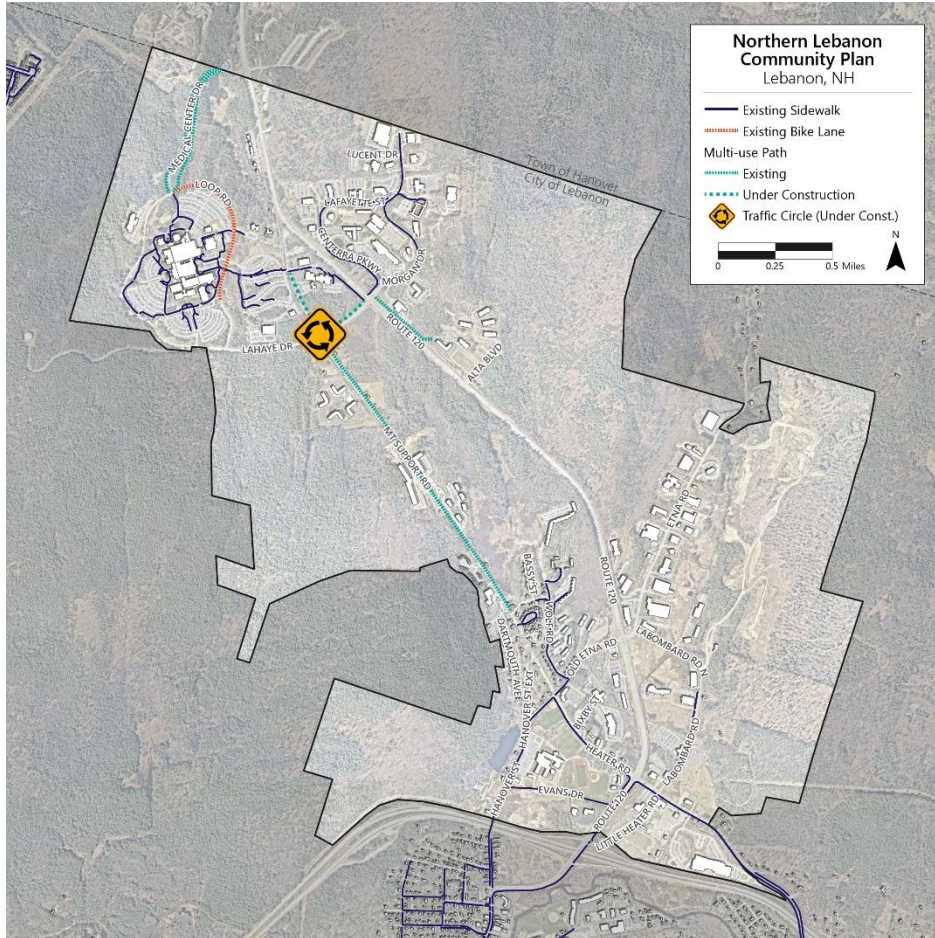 Northern Lebanon
Community Plan
Lebanon, NH
Existing Sidewalk
Existing Bike Lane
Multi-use Path
Existing
Under Construction
Traffic Circle (Under Const.)
N
0 0.25 0.5 Miles
MEDICAL CENTER DR
LOOP RD
LUCENT DR
Town of Hanover
City of Lebanon
LAFAYETTE ST
CENTERRA PKWY
MORGAN DR
ROUTE 120
LAHAYE DR
ALTA BLVD
MT SUPPORT RD
ETNA RD
ROUTE 120
BASSY ST
WOLF RD
DARTMOUTH AVE
OLD ETNA RD
LABOMBARD RD N
HANOVER ST EXT
BIXBY ST
HEATER RD
LABOMBARD RD
HANOVER ST
EVANS DR
ROUTE 120
LITTLE HEATER RD